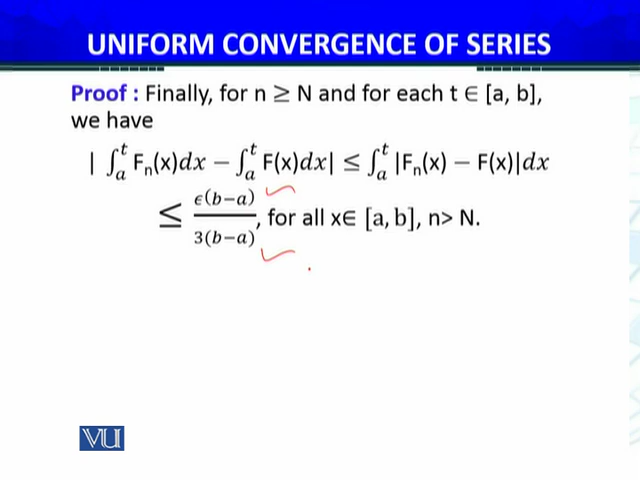 UNIFORM CONVERGENCE OF SERIES
Proof : Finally, for n ≥ N and for each t ∈ [a, b],
we have
| ∫ₐᵗ Fₙ(x)dx − ∫ₐᵗ F(x)dx| ≤ ∫ₐᵗ |Fₙ(x) − F(x)|dx
≤ ϵ(b−a)/3(b−a), for all x∈ [a, b], n> N.
VU